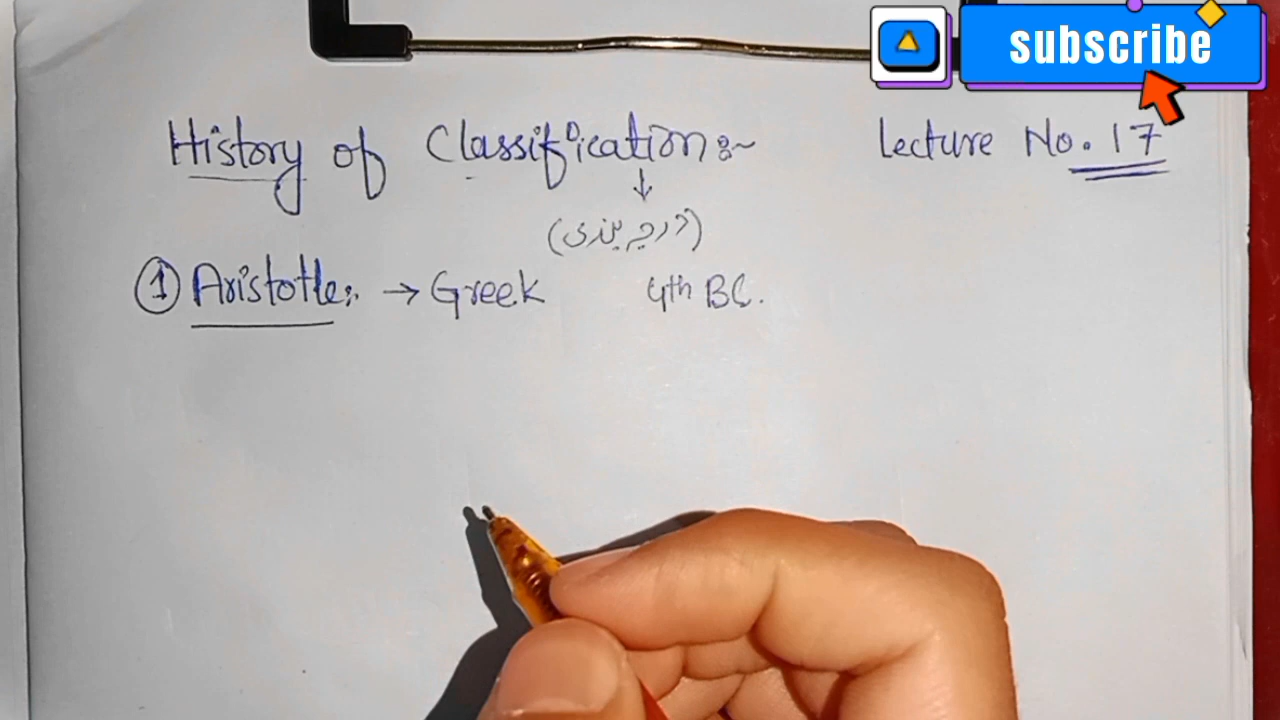 subscribe
History of Classification:~ Lecture No. 17
↓
(درجہ بندی)
① Aristotle:. → Greek 4th BC.